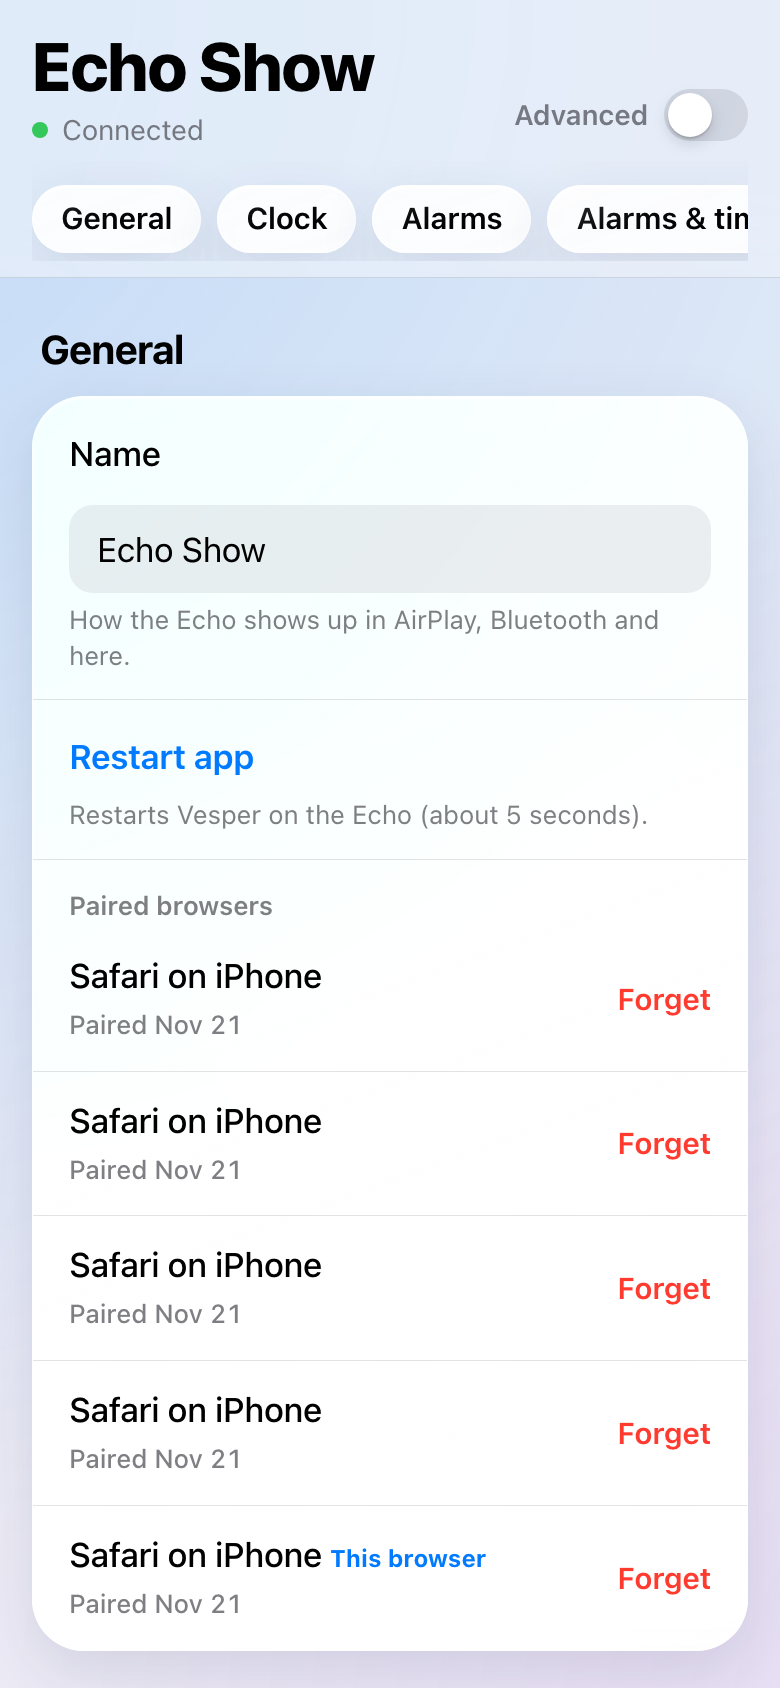 Echo Show
Connected
Advanced
General
Clock
Alarms
Alarms & tim
General
Name
Echo Show
How the Echo shows up in AirPlay, Bluetooth and
here.
Restart app
Restarts Vesper on the Echo (about 5 seconds).
Paired browsers
Safari on iPhone
Paired Nov 21
Forget
Safari on iPhone
Paired Nov 21
Forget
Safari on iPhone
Paired Nov 21
Forget
Safari on iPhone
Paired Nov 21
Forget
Safari on iPhone This browser
Paired Nov 21
Forget